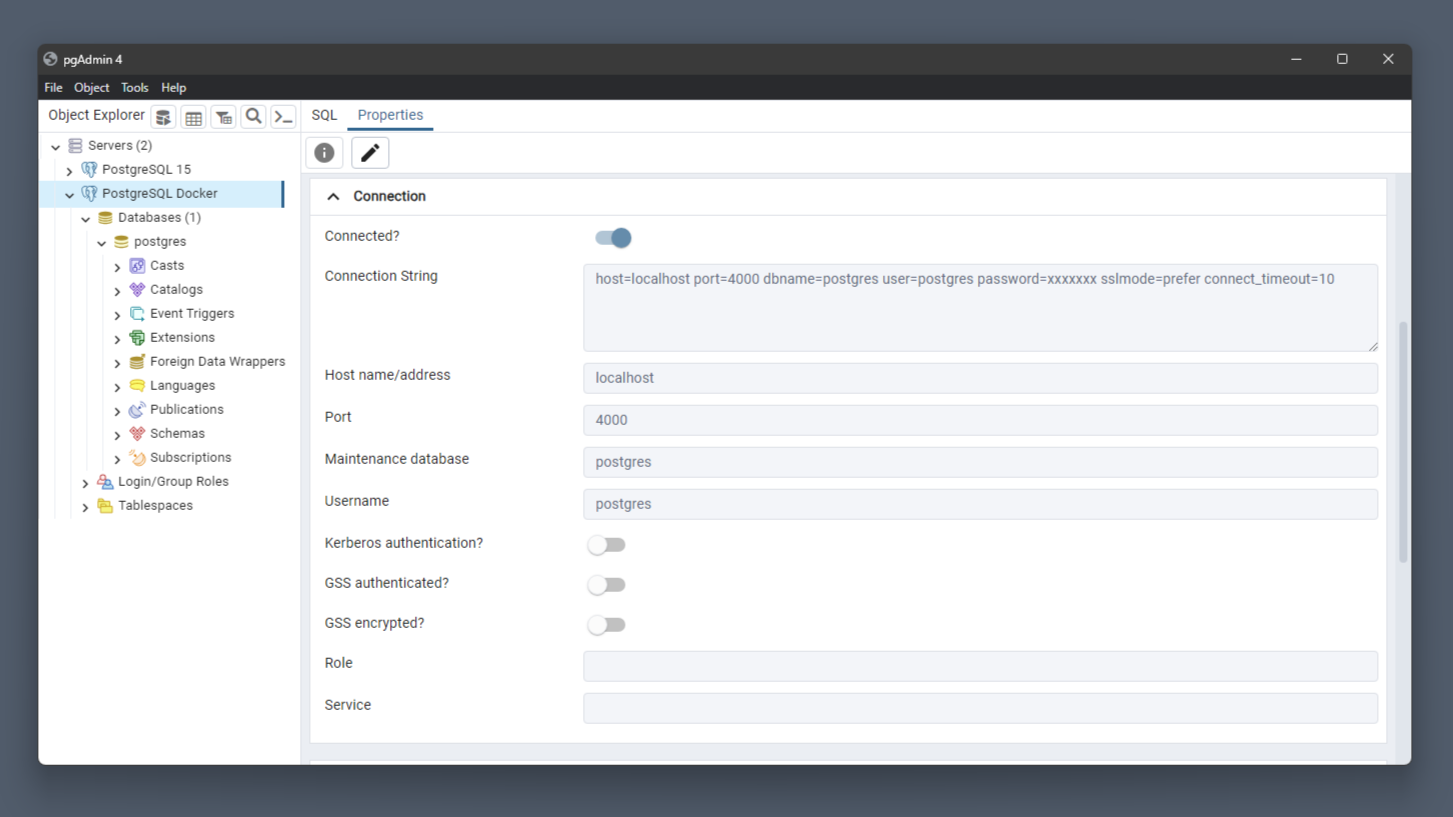 pgAdmin 4
File Object Tools Help
Object Explorer
SQL Properties
Servers (2)
PostgreSQL 15
PostgreSQL Docker
Databases (1)
postgres
Casts
Catalogs
Event Triggers
Extensions
Foreign Data Wrappers
Languages
Publications
Schemas
Subscriptions
Login/Group Roles
Tablespaces
Connection
Connected?
Connection String
host=localhost port=4000 dbname=postgres user=postgres password=xxxxxxx sslmode=prefer connect_timeout=10
Host name/address
localhost
Port
4000
Maintenance database
postgres
Username
postgres
Kerberos authentication?
GSS authenticated?
GSS encrypted?
Role
Service